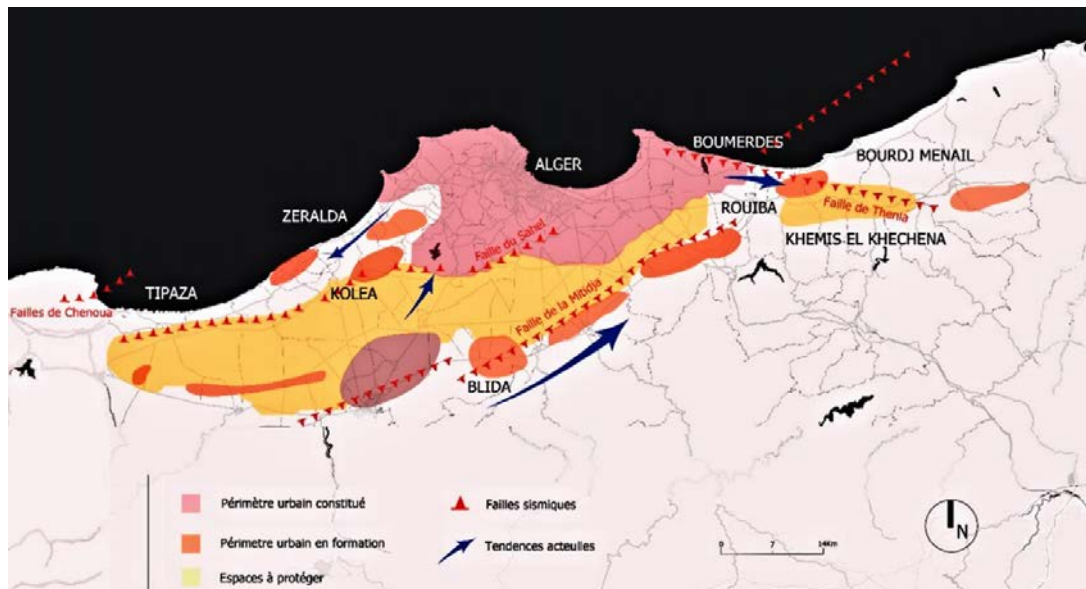 BOUMERDES
ALGER
BOURDJ MENAIL
ZERALDA
ROUIBA
Faille de Thenia
Faille du Sahel
KHEMIS EL KHECHENA
TIPAZA
KOLEA
Failles de Chenoua
Faille de la Mitidja
BLIDA
Périmètre urbain constitué
Failles sismiques
Périmetre urbain en formation
Tendences acteulles
Espaces à protéger
0 7 14Km
N